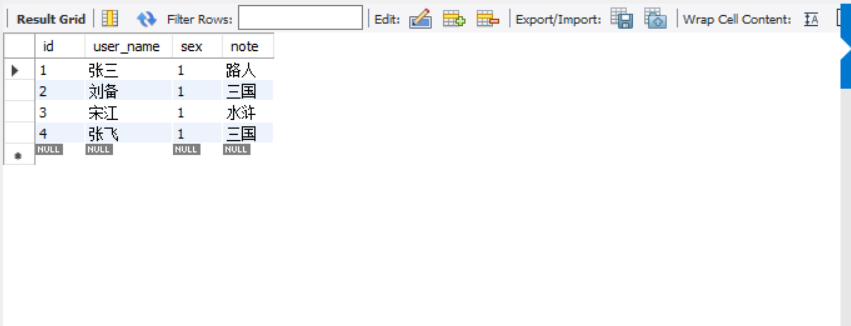 Result Grid Filter Rows: Edit: Export/Import: Wrap Cell Content: IA
id user_name sex note
1 张三 1 路人
2 刘备 1 三国
3 宋江 1 水浒
4 张飞 1 三国
NULL NULL NULL NULL